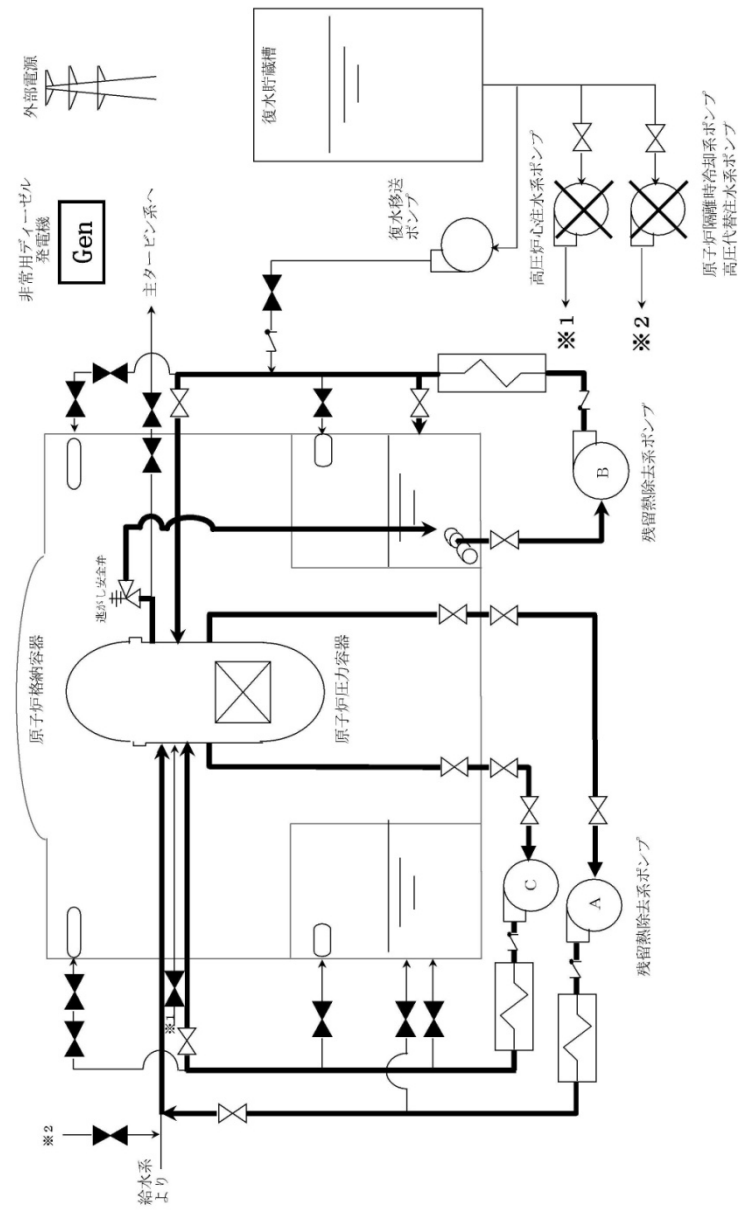 外部電源
非常用ディーゼル
発電機
Gen
主タービン系へ
復水貯蔵槽
復水移送
ポンプ
高圧炉心注水系ポンプ
原子炉隔離時冷却系ポンプ
高圧代替注水系ポンプ
※1
※2
逃がし安全弁
原子炉格納容器
原子炉圧力容器
B
残留熱除去系ポンプ
C
A
残留熱除去系ポンプ
※1
※2
給水系
より